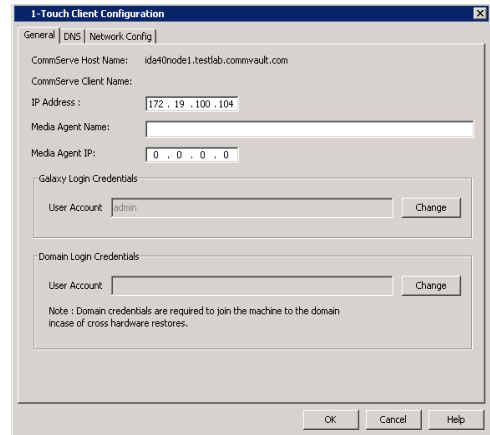 1-Touch Client Configuration
General DNS Network Config
CommServe Host Name: ida40node1.testlab.commvault.com
CommServe Client Name:
IP Address : 172 . 19 . 100 . 104
Media Agent Name:
Media Agent IP: 0 . 0 . 0 . 0
Galaxy Login Credentials
User Account admin Change
Domain Login Credentials
User Account Change
Note : Domain credentials are required to join the machine to the domain
incase of cross hardware restores.
OK Cancel Help